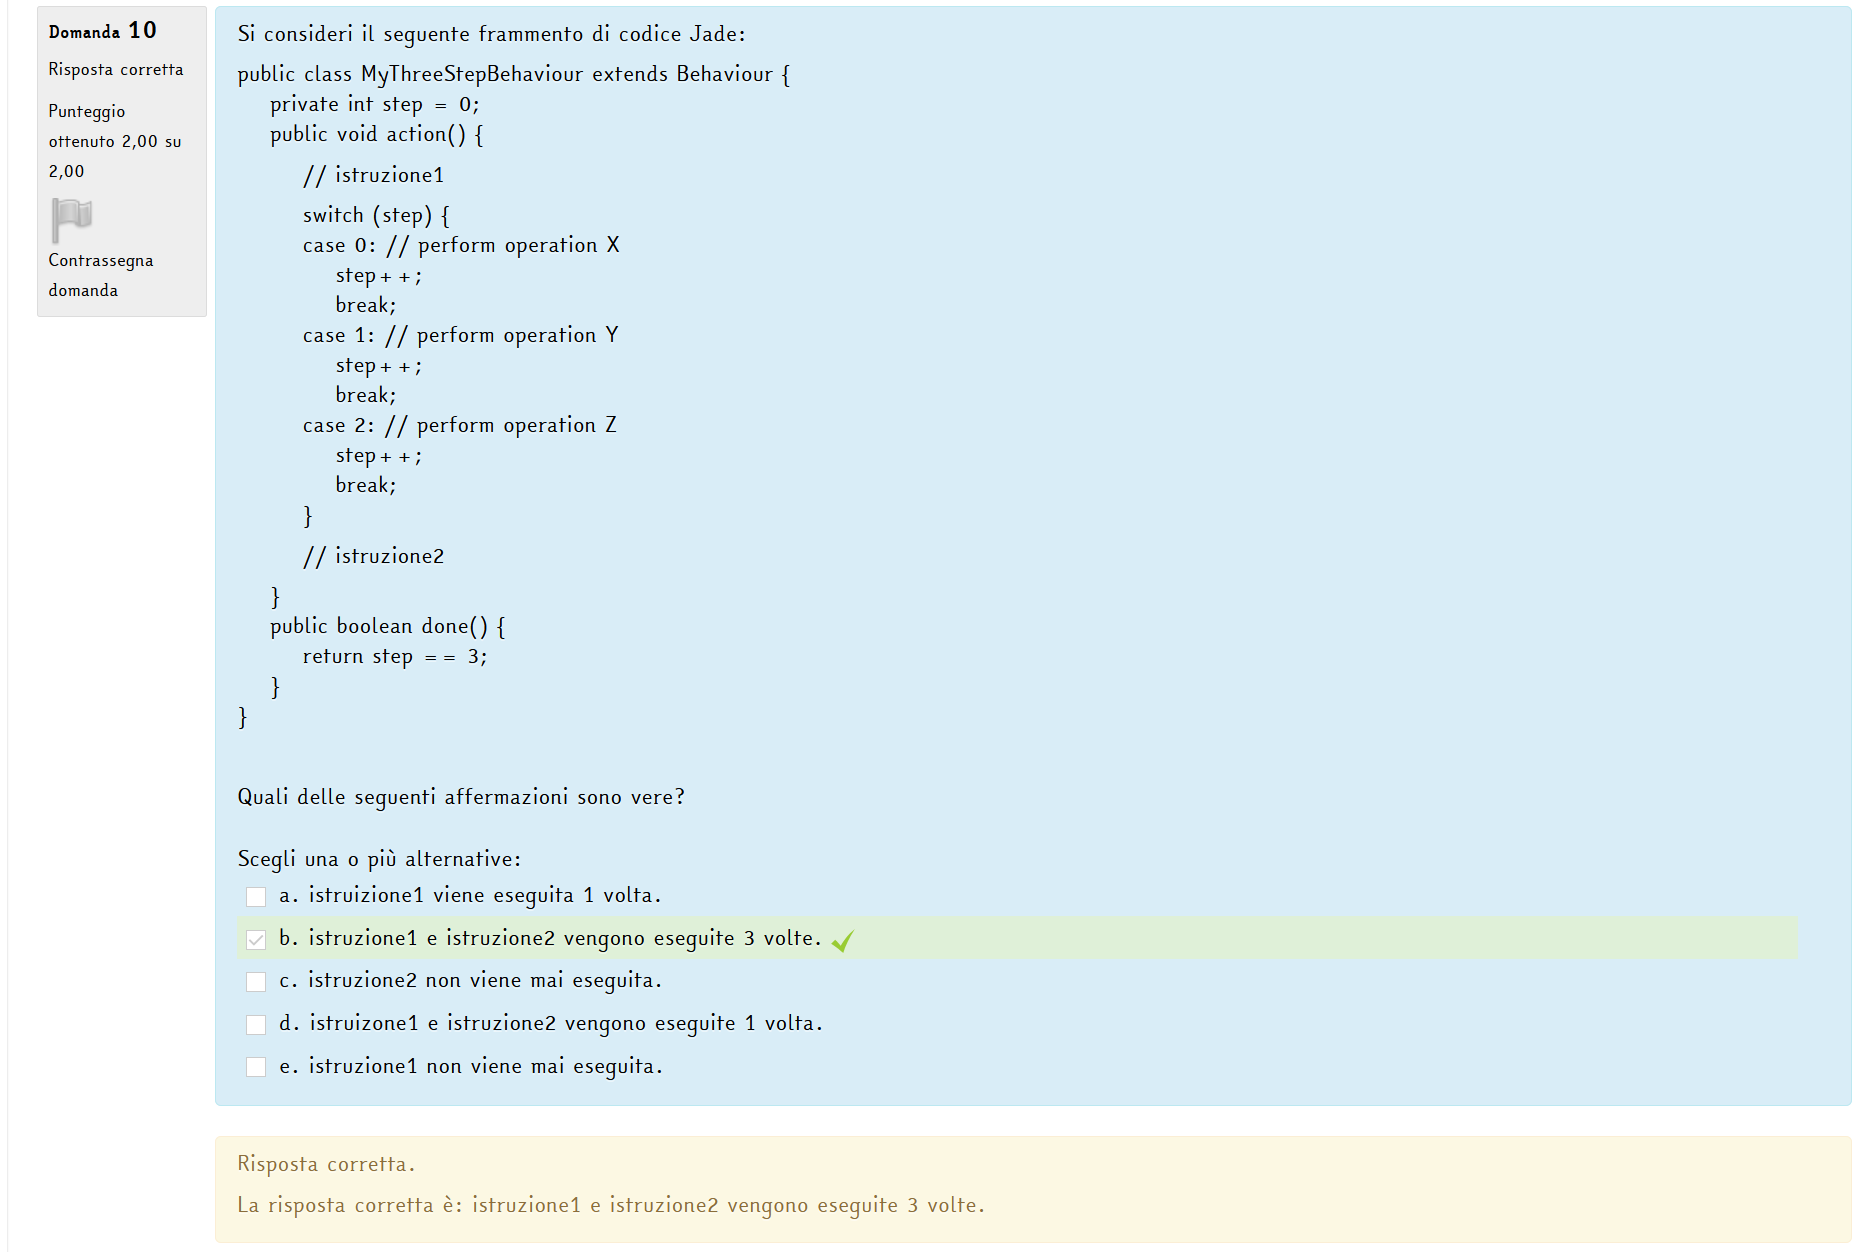 Domanda 10
Risposta corretta
Punteggio
ottenuto 2,00 su
2,00
Contrassegna
domanda
Si consideri il seguente frammento di codice Jade:
public class MyThreeStepBehaviour extends Behaviour {
private int step = 0;
public void action() {
// istruzione1
switch (step) {
case 0: // perform operation X
step++;
break;
case 1: // perform operation Y
step++;
break;
case 2: // perform operation Z
step++;
break;
}
// istruzione2
}
public boolean done() {
return step == 3;
}
}
Quali delle seguenti affermazioni sono vere?
Scegli una o più alternative:
a. istruizione1 viene eseguita 1 volta.
b. istruzione1 e istruzione2 vengono eseguite 3 volte.
c. istruzione2 non viene mai eseguita.
d. istruizone1 e istruzione2 vengono eseguite 1 volta.
e. istruzione1 non viene mai eseguita.
Risposta corretta.
La risposta corretta è: istruzione1 e istruzione2 vengono eseguite 3 volte.